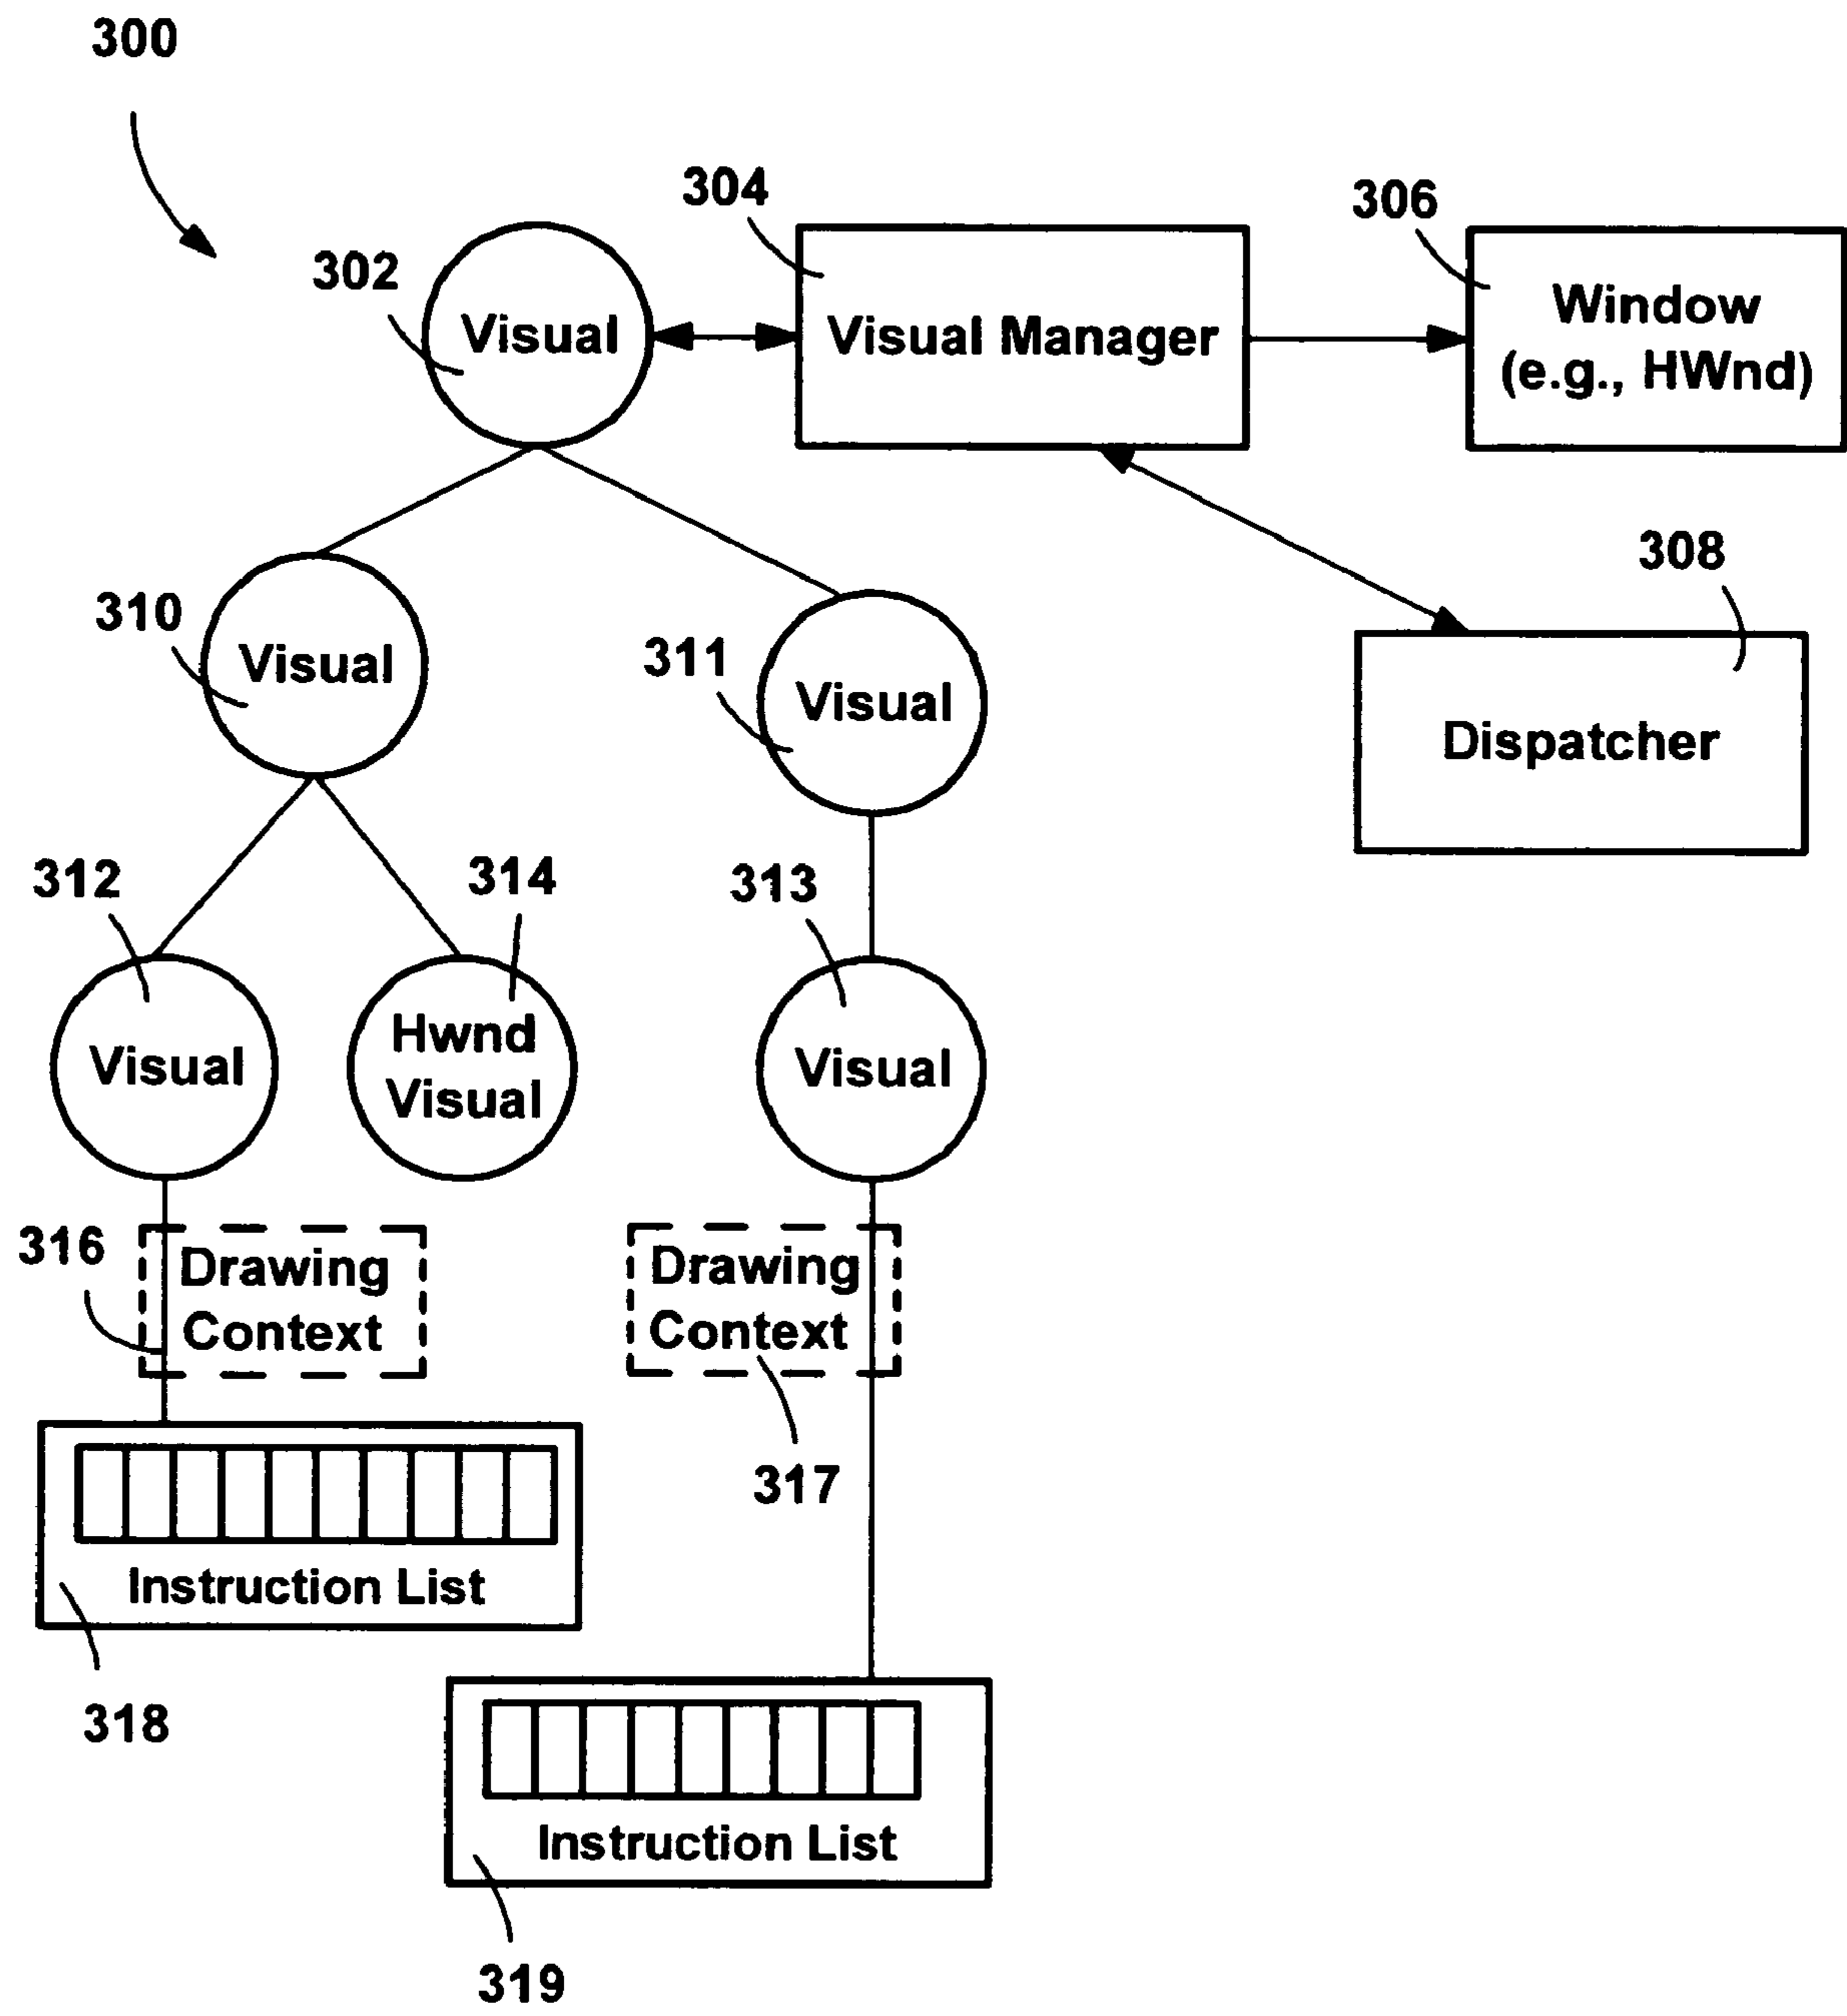 300
304
306
302
Visual
Visual Manager
Window
(e.g., HWnd)
308
310
Visual
311
Visual
Dispatcher
312
314
313
Visual
Hwnd
Visual
Visual
316
Drawing
Context
Drawing
Context
317
Instruction List
318
Instruction List
319